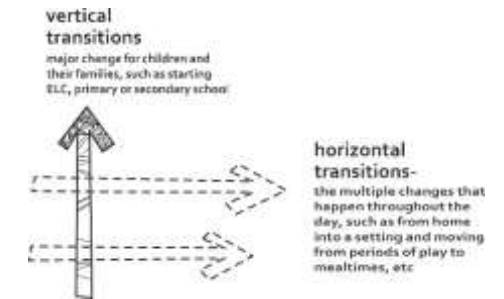 vertical
transitions
major change for children and
their families, such as starting
ELC, primary or secondary school
horizontal
transitions-
the multiple changes that
happen throughout the
day, such as from home
into a setting and moving
from periods of play to
mealtimes, etc